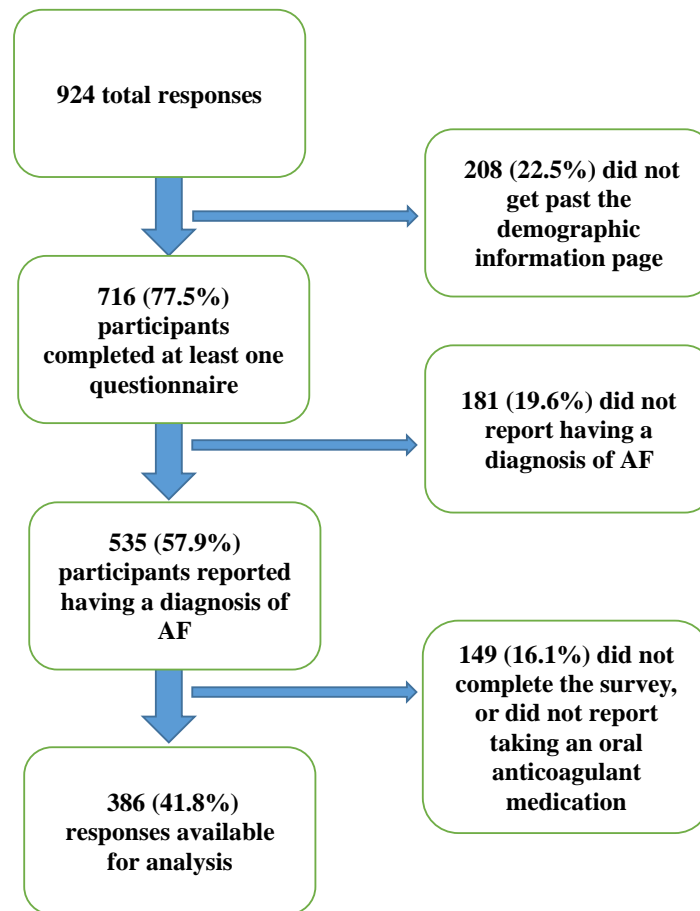 924 total responses
208 (22.5%) did not
get past the
demographic
information page
716 (77.5%)
participants
completed at least one
questionnaire
181 (19.6%) did not
report having a
diagnosis of AF
535 (57.9%)
participants reported
having a diagnosis of
AF
149 (16.1%) did not
complete the survey,
or did not report
taking an oral
anticoagulant
medication
386 (41.8%)
responses available
for analysis